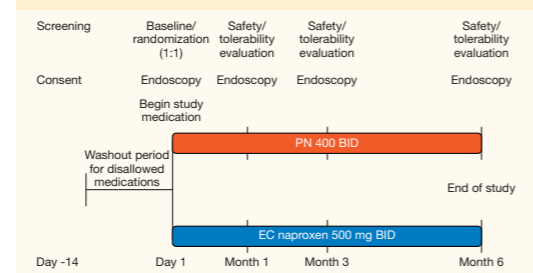 Screening
Baseline/
randomization
(1:1)
Safety/
tolerability
evaluation
Safety/
tolerability
evaluation
Safety/
tolerability
evaluation
Consent
Endoscopy
Endoscopy
Endoscopy
Endoscopy
Begin study
medication
PN 400 BID
Washout period
for disallowed
medications
End of study
EC naproxen 500 mg BID
Day -14
Day 1
Month 1
Month 3
Month 6